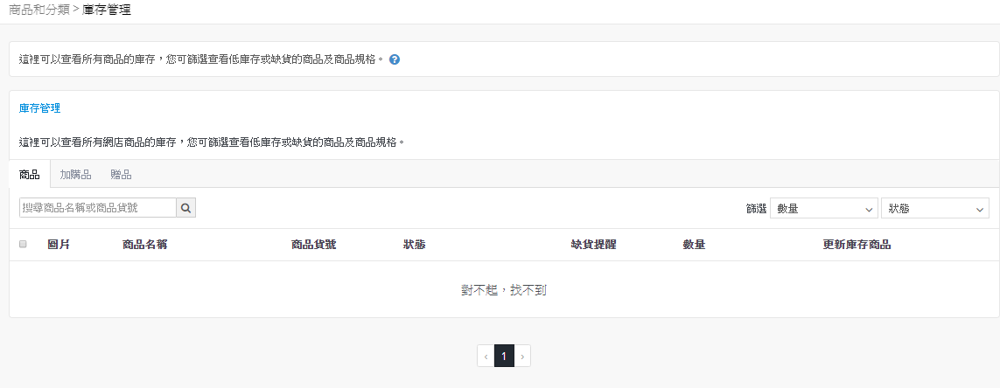 商品和分類 > 庫存管理
這裡可以查看所有商品的庫存，您可篩選查看低庫存或缺貨的商品及商品規格。 ?
庫存管理
這裡可以查看所有網店商品的庫存，您可篩選查看低庫存或缺貨的商品及商品規格。
商品 加購品 贈品
搜尋商品名稱或商品貨號 篩選 數量 狀態
圖片 商品名稱 商品貨號 狀態 缺貨提醒 數量 更新庫存商品
對不起，找不到
‹ 1 ›